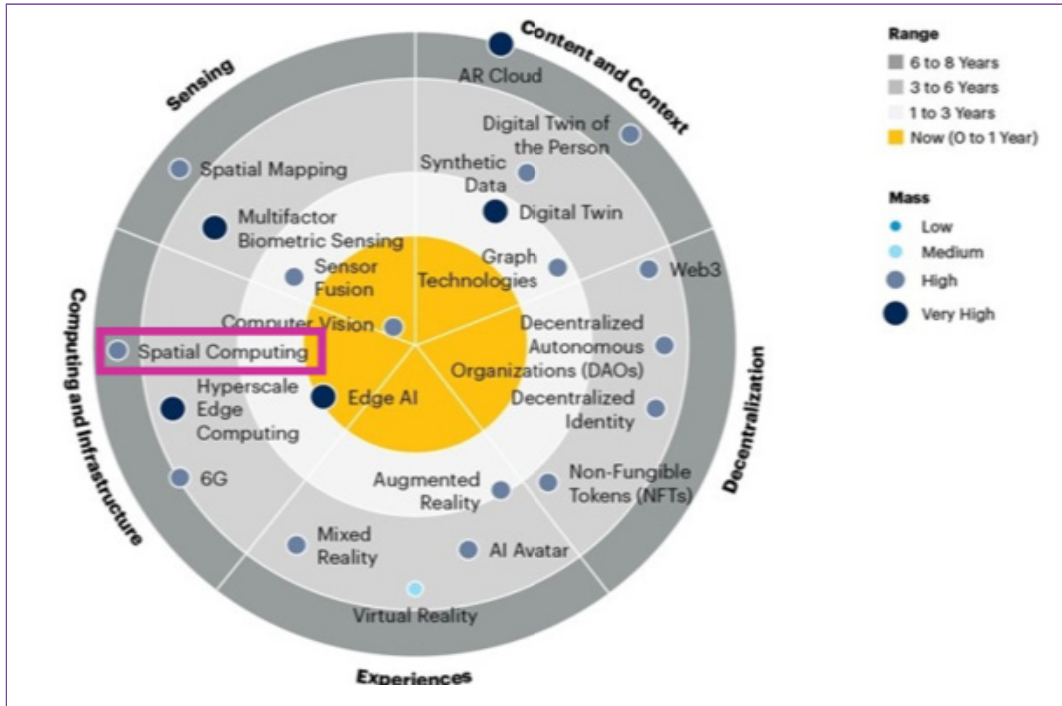 Content and Context
Sensing
AR Cloud
Digital Twin of
the Person
Synthetic
Data
Spatial Mapping
Digital Twin
Multifactor
Biometric Sensing
Graph
Technologies
Sensor
Fusion
Web3
Computer Vision
Decentralized
Autonomous
Organizations (DAOs)
Spatial Computing
Computing and Infrastructure
Hyperscale
Edge
Computing
Edge AI
Decentralized
Identity
Decentralization
6G
Augmented
Reality
Non-Fungible
Tokens (NFTs)
Mixed
Reality
AI Avatar
Virtual Reality
Experiences
Range
6 to 8 Years
3 to 6 Years
1 to 3 Years
Now (0 to 1 Year)
Mass
Low
Medium
High
Very High